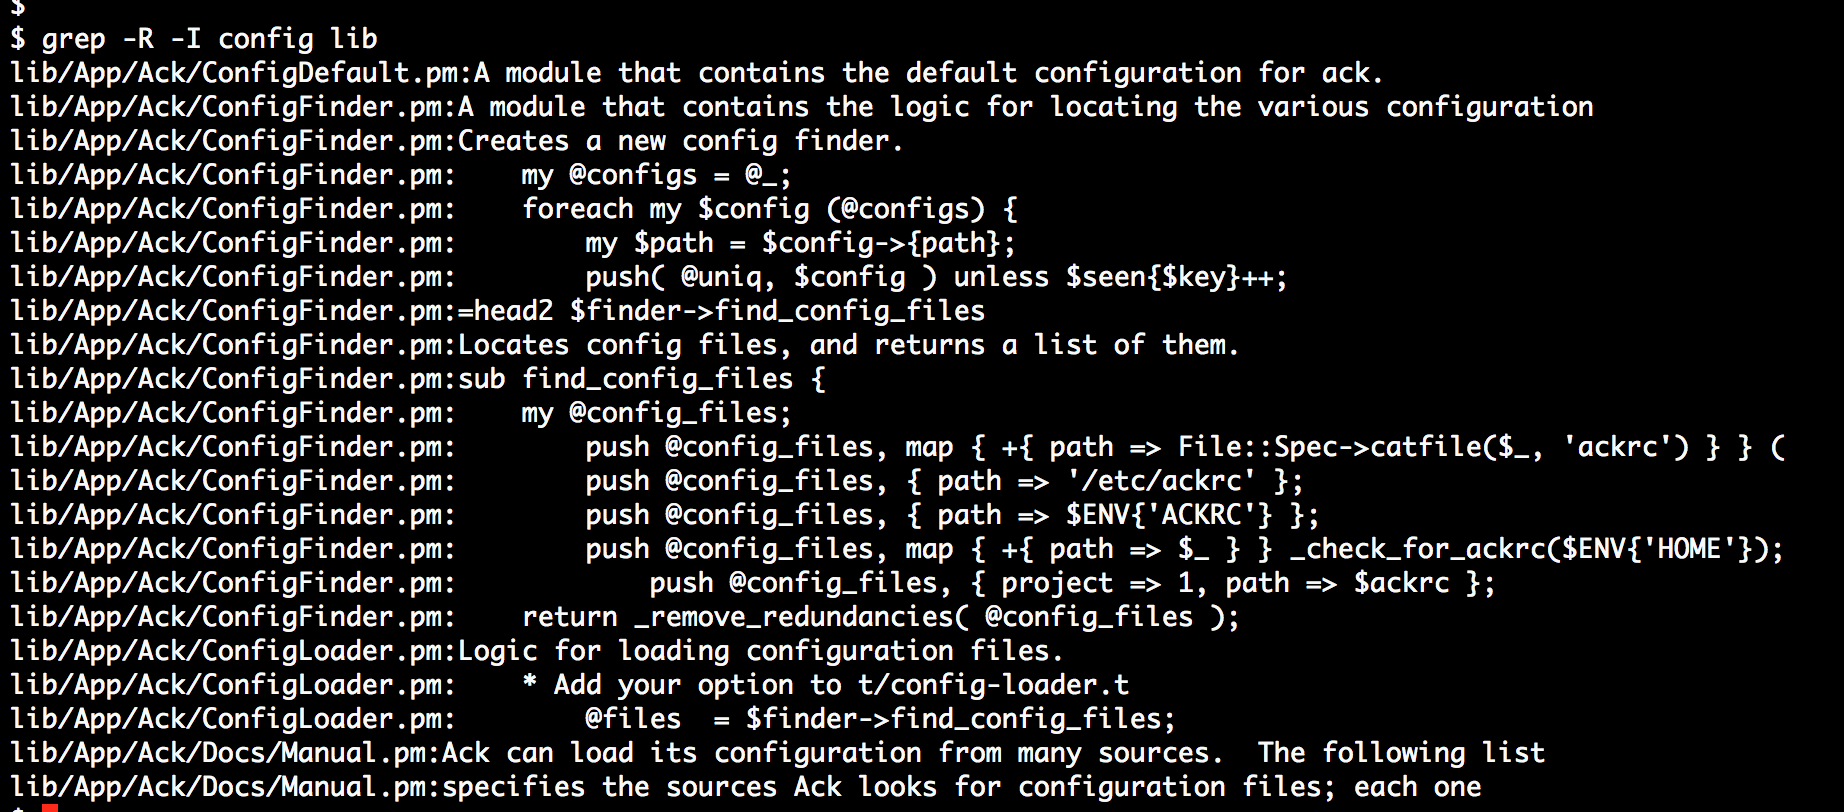 $
$ grep -R -I config lib
lib/App/Ack/ConfigDefault.pm:A module that contains the default configuration for ack.
lib/App/Ack/ConfigFinder.pm:A module that contains the logic for locating the various configuration
lib/App/Ack/ConfigFinder.pm:Creates a new config finder.
lib/App/Ack/ConfigFinder.pm:    my @configs = @_;
lib/App/Ack/ConfigFinder.pm:    foreach my $config (@configs) {
lib/App/Ack/ConfigFinder.pm:        my $path = $config->{path};
lib/App/Ack/ConfigFinder.pm:        push( @uniq, $config ) unless $seen{$key}++;
lib/App/Ack/ConfigFinder.pm:=head2 $finder->find_config_files
lib/App/Ack/ConfigFinder.pm:Locates config files, and returns a list of them.
lib/App/Ack/ConfigFinder.pm:sub find_config_files {
lib/App/Ack/ConfigFinder.pm:    my @config_files;
lib/App/Ack/ConfigFinder.pm:        push @config_files, map { +{ path => File::Spec->catfile($_, 'ackrc') } } (
lib/App/Ack/ConfigFinder.pm:        push @config_files, { path => '/etc/ackrc' };
lib/App/Ack/ConfigFinder.pm:        push @config_files, { path => $ENV{'ACKRC'} };
lib/App/Ack/ConfigFinder.pm:        push @config_files, map { +{ path => $_ } } _check_for_ackrc($ENV{'HOME'});
lib/App/Ack/ConfigFinder.pm:            push @config_files, { project => 1, path => $ackrc };
lib/App/Ack/ConfigFinder.pm:    return _remove_redundancies( @config_files );
lib/App/Ack/ConfigLoader.pm:Logic for loading configuration files.
lib/App/Ack/ConfigLoader.pm:    * Add your option to t/config-loader.t
lib/App/Ack/ConfigLoader.pm:        @files  = $finder->find_config_files;
lib/App/Ack/Docs/Manual.pm:Ack can load its configuration from many sources.  The following list
lib/App/Ack/Docs/Manual.pm:specifies the sources Ack looks for configuration files; each one
$